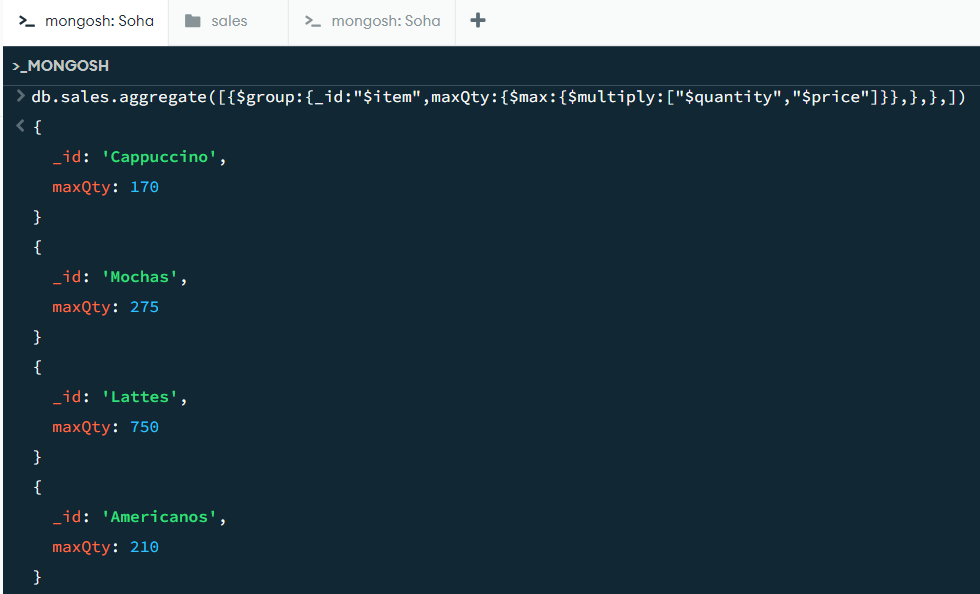 >_ mongosh: Soha sales >_ mongosh: Soha +
>_MONGOSH
> db.sales.aggregate([{$group:{_id:"$item",maxQty:{$max:{$multiply:["$quantity","$price"]}},},},])
< {
_id: 'Cappuccino',
maxQty: 170
}
{
_id: 'Mochas',
maxQty: 275
}
{
_id: 'Lattes',
maxQty: 750
}
{
_id: 'Americanos',
maxQty: 210
}